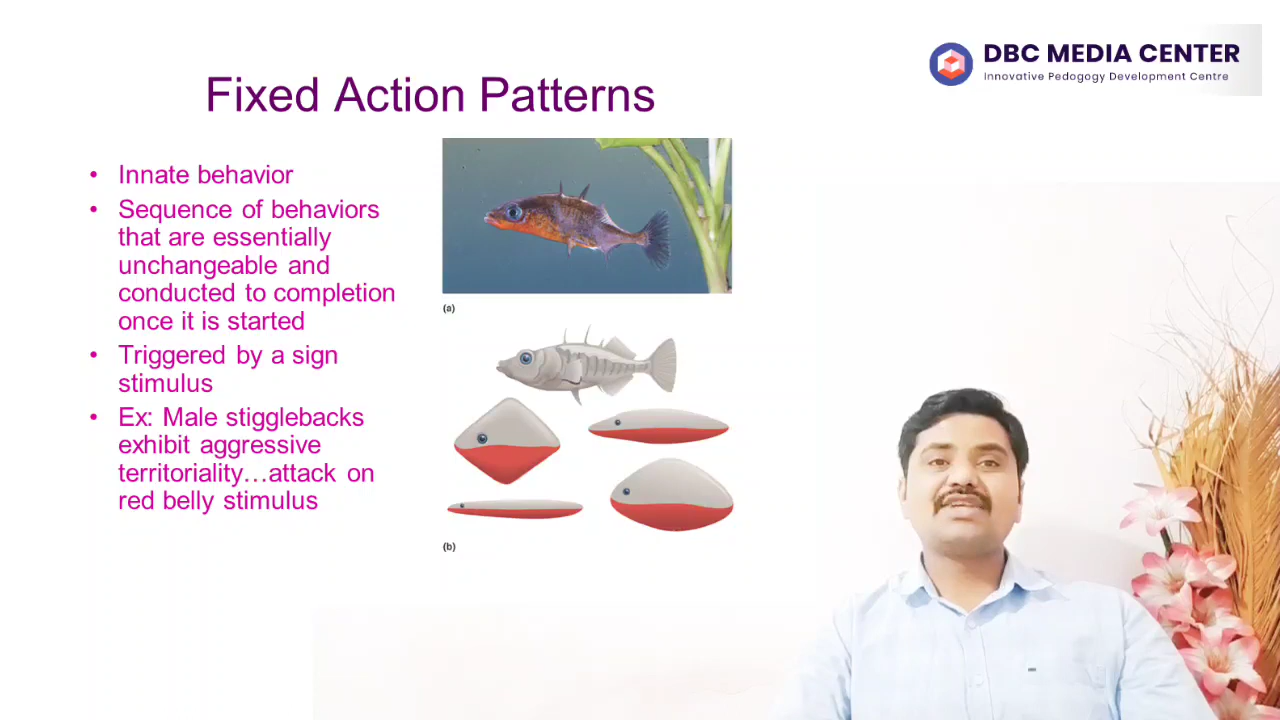 DBC MEDIA CENTER
Innovative Pedogogy Development Centre
Fixed Action Patterns
• Innate behavior
• Sequence of behaviors
that are essentially
unchangeable and
conducted to completion
once it is started
• Triggered by a sign
stimulus
• Ex: Male stigglebacks
exhibit aggressive
territoriality…attack on
red belly stimulus
(a)
(b)